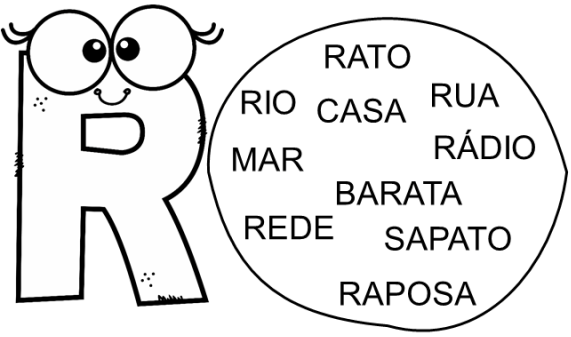 R
RATO
RIO CASA RUA
MAR RÁDIO
BARATA
REDE SAPATO
RAPOSA